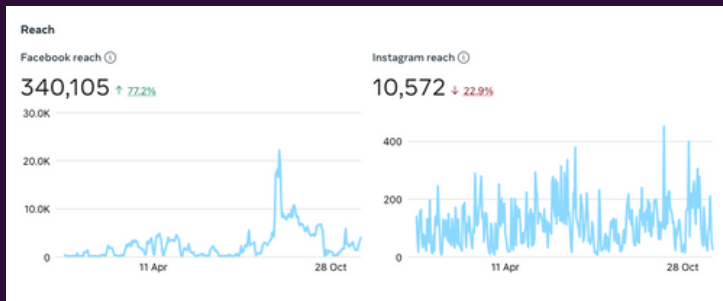 Reach
Facebook reach
340,105 ↑ 77.2%
30.0K
20.0K
10.0K
0
11 Apr
28 Oct
Instagram reach
10,572 ↓ 22.9%
400
200
0
11 Apr
28 Oct